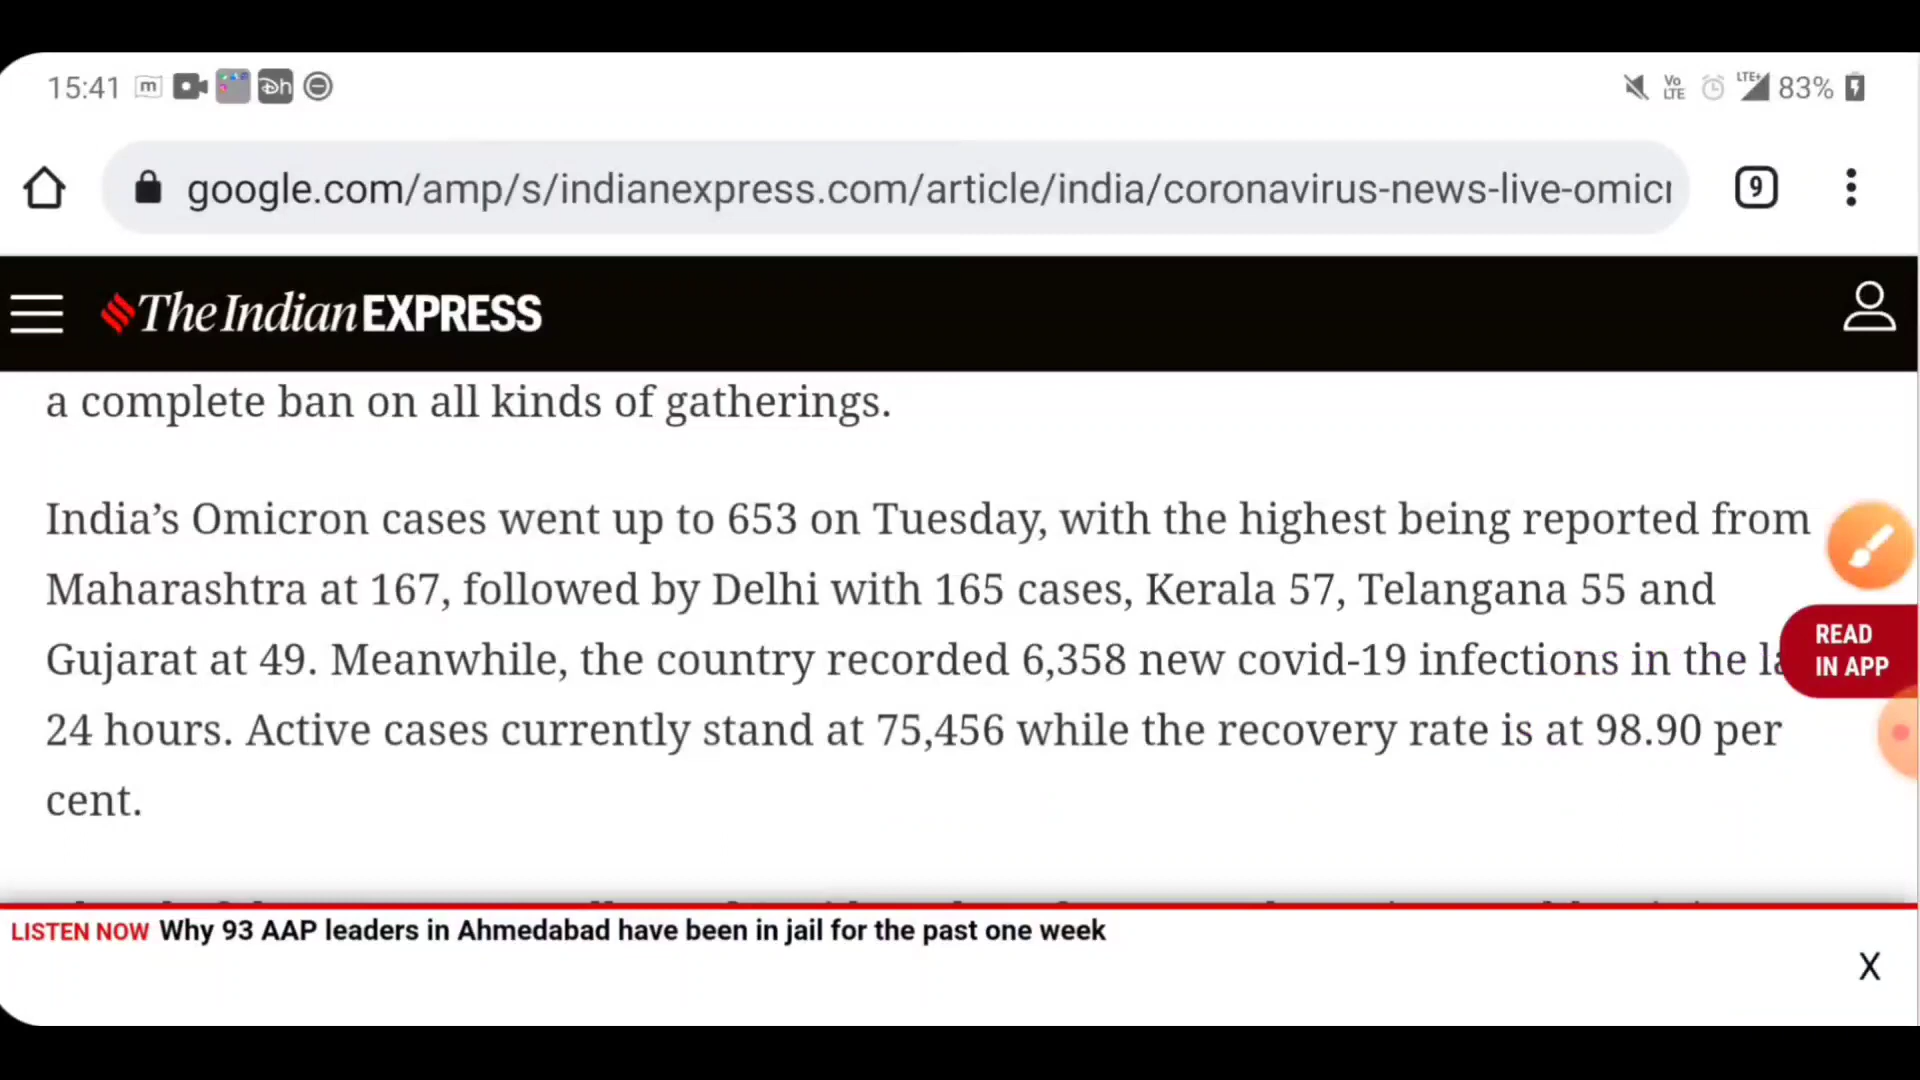 15:41 m Dh Vo LTE LTE+ 83%
google.com/amp/s/indianexpress.com/article/india/coronavirus-news-live-omicr 9
The Indian EXPRESS
a complete ban on all kinds of gatherings.
India’s Omicron cases went up to 653 on Tuesday, with the highest being reported from
Maharashtra at 167, followed by Delhi with 165 cases, Kerala 57, Telangana 55 and
Gujarat at 49. Meanwhile, the country recorded 6,358 new covid-19 infections in the
24 hours. Active cases currently stand at 75,456 while the recovery rate is at 98.90 per
cent.
READ
IN APP
LISTEN NOW Why 93 AAP leaders in Ahmedabad have been in jail for the past one week
X